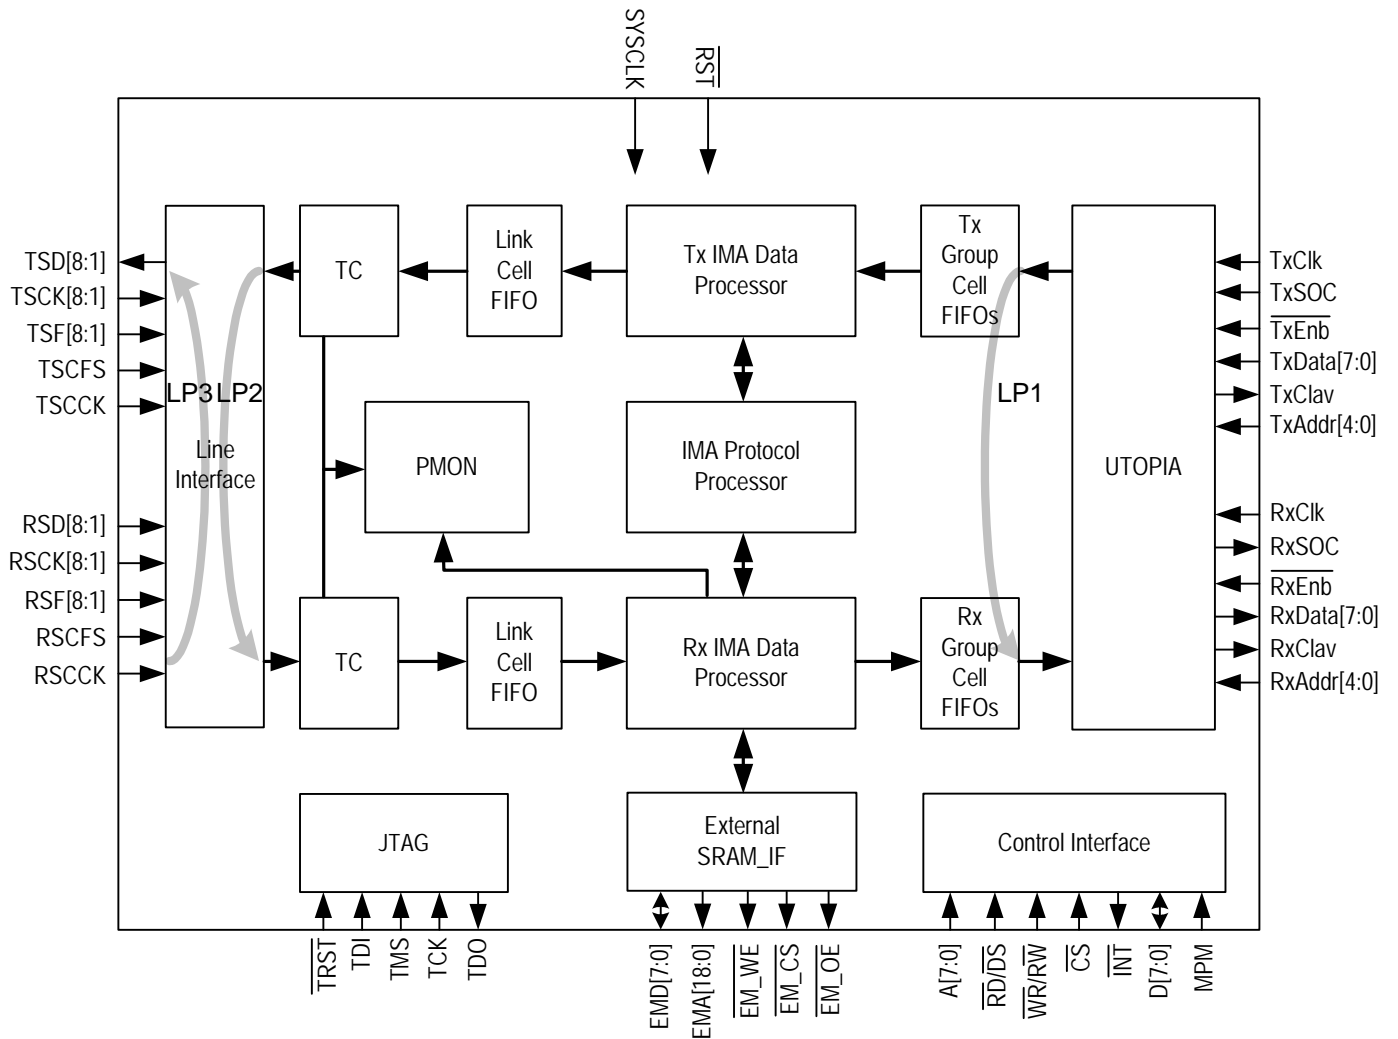 SYSCLK
RST
TSD[8:1]
TSCK[8:1]
TSF[8:1]
TSCFS
TSCCK
RSD[8:1]
RSCK[8:1]
RSF[8:1]
RSCFS
RSCCK
LP3
LP2
Line
Interface
TC
Link
Cell
FIFO
Tx IMA Data
Processor
Tx
Group
Cell
FIFOs
PMON
IMA Protocol
Processor
LP1
UTOPIA
TC
Link
Cell
FIFO
Rx IMA Data
Processor
Rx
Group
Cell
FIFOs
TxClk
TxSOC
TxEnb
TxData[7:0]
TxClav
TxAddr[4:0]
RxClk
RxSOC
RxEnb
RxData[7:0]
RxClav
RxAddr[4:0]
JTAG
External
SRAM_IF
Control Interface
TRST
TDI
TMS
TCK
TDO
EMD[7:0]
EMA[18:0]
EM_WE
EM_CS
EM_OE
A[7:0]
RD/DS
WR/RW
CS
INT
D[7:0]
MPM